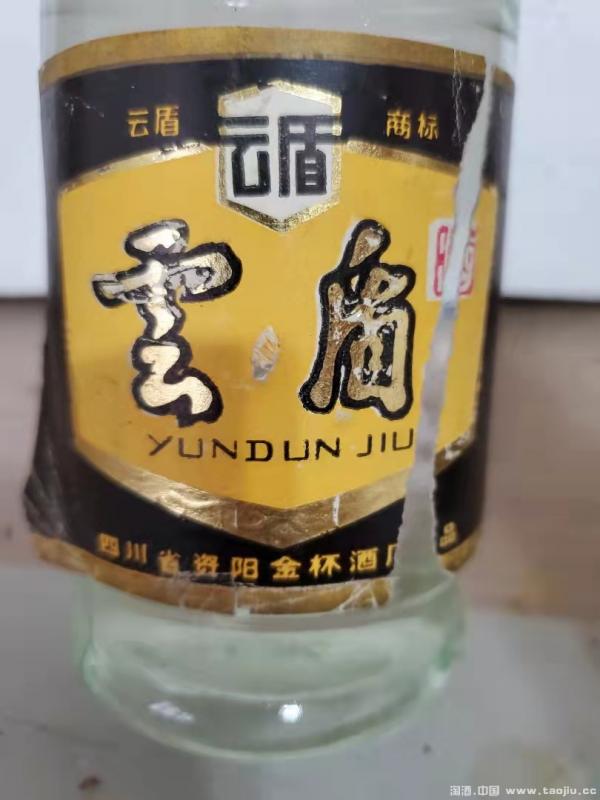 云盾 商标
云盾
雲盾
YUNDUN JIU
四川省资阳金杯酒厂 品
淘酒.中国 www.taojiu.cc